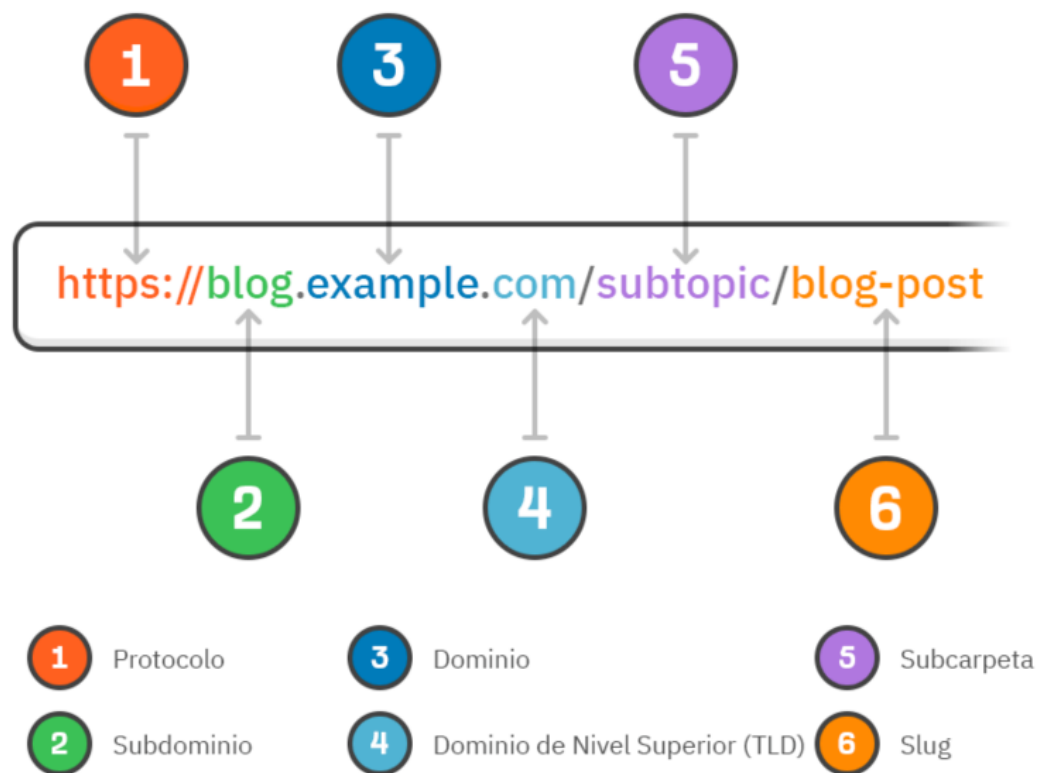 1 3 5
https://blog.example.com/subtopic/blog-post
2 4 6
1 Protocolo 3 Dominio 5 Subcarpeta
2 Subdominio 4 Dominio de Nivel Superior (TLD) 6 Slug